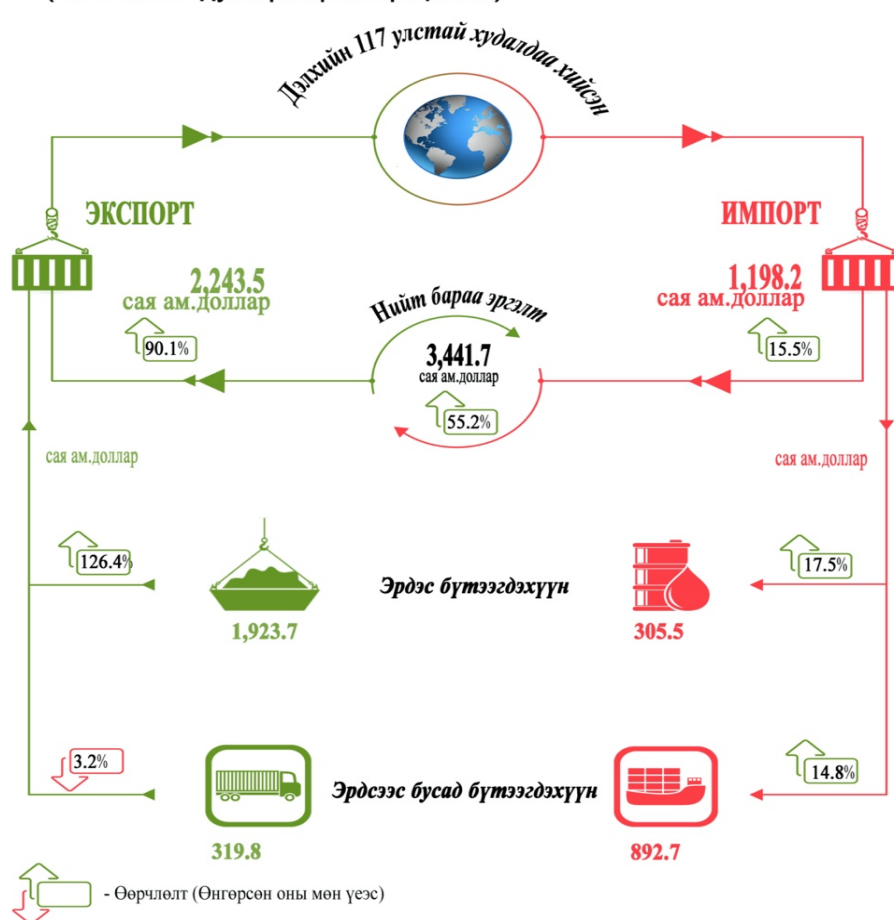 Дэлхийн 117 улстай худалдаа хийсэн
ЭКСПОРТ
ИМПОРТ
2,243.5
сая ам.доллар
1,198.2
сая ам.доллар
90.1%
Нийт бараа эргэлт
3,441.7
сая ам.доллар
55.2%
15.5%
сая ам.доллар
сая ам.доллар
126.4%
Эрдэс бүтээгдэхүүн
17.5%
1,923.7
305.5
3.2%
Эрдсээс бусад бүтээгдэхүүн
14.8%
319.8
892.7
- Өөрчлөлт (Өнгөрсөн оны мөн үеэс)